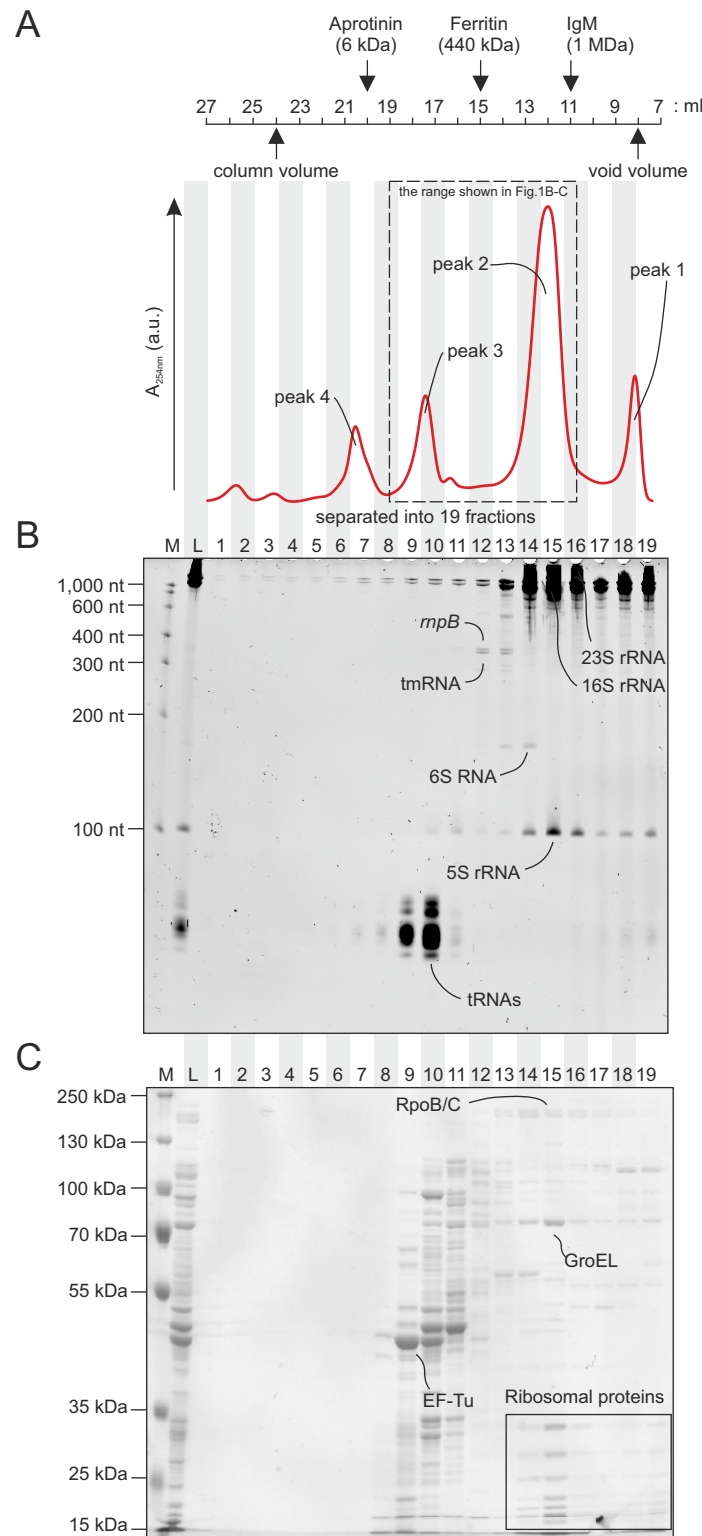 A
Aprotinin Ferritin IgM
(6 kDa) (440 kDa) (1 MDa)
27 25 23 21 19 17 15 13 11 9 7 : ml
column volume void volume
the range shown in Fig.1B-C
A254nm (a.u.)
peak 2
peak 1
peak 3
peak 4
separated into 19 fractions
B
M L 1 2 3 4 5 6 7 8 9 10 11 12 13 14 15 16 17 18 19
1,000 nt
600 nt
400 nt
rnpB
300 nt
23S rRNA
tmRNA
16S rRNA
200 nt
6S RNA
100 nt
5S rRNA
tRNAs
C
M L 1 2 3 4 5 6 7 8 9 10 11 12 13 14 15 16 17 18 19
250 kDa
RpoB/C
130 kDa
100 kDa
70 kDa
GroEL
55 kDa
EF-Tu
Ribosomal proteins
35 kDa
25 kDa
15 kDa